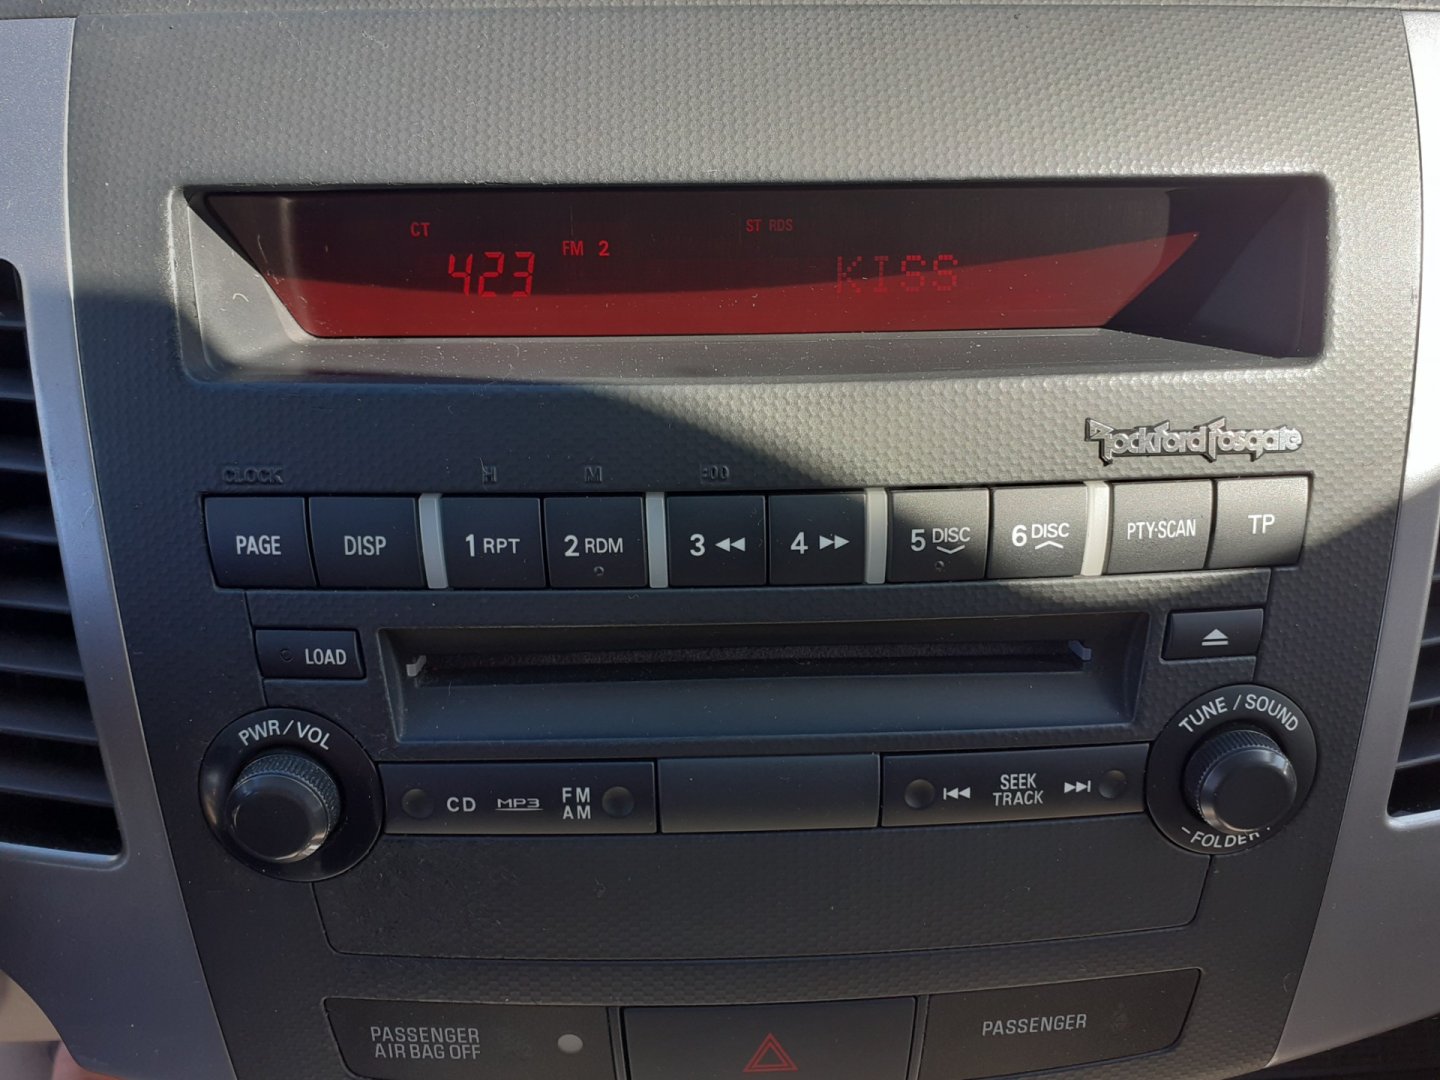 CT
ST RDS
423 FM 2 KISS
Rockford Fosgate
CLOCK H M :00
PAGE DISP 1 RPT 2 RDM 3 4 5 DISC 6 DISC PTY·SCAN TP
LOAD
PWR/VOL
TUNE / SOUND
CD MP3 FM
AM
SEEK
TRACK
-FOLDER-
PASSENGER
AIR BAG OFF
PASSENGER